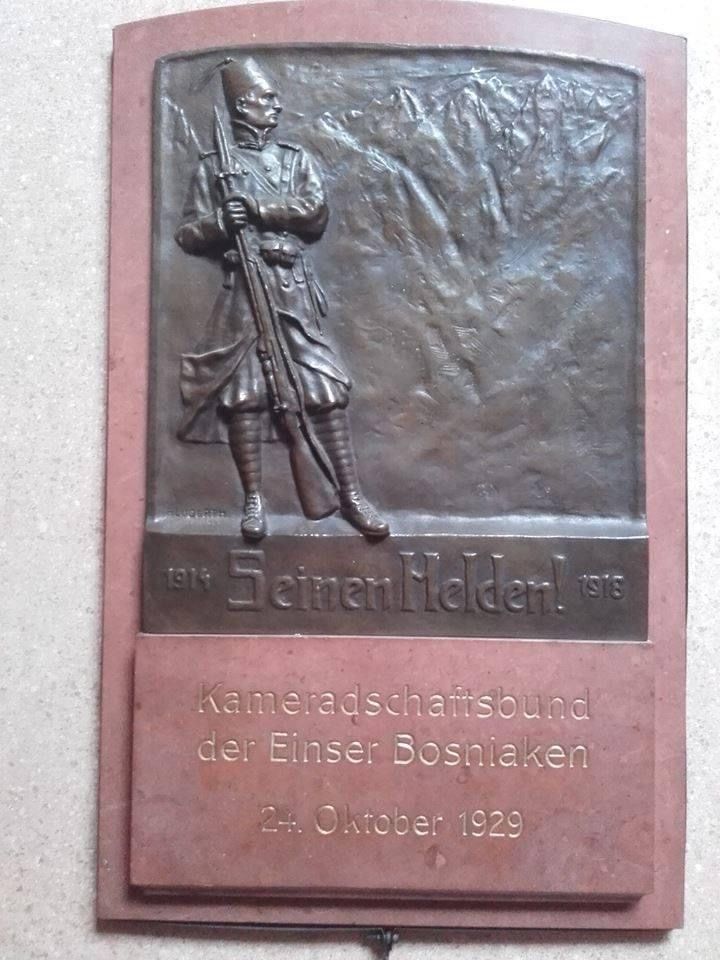 1914 Seinen Helden! 1918
Kameradschaftsbund
der Einser Bosniaken
24. Oktober 1929